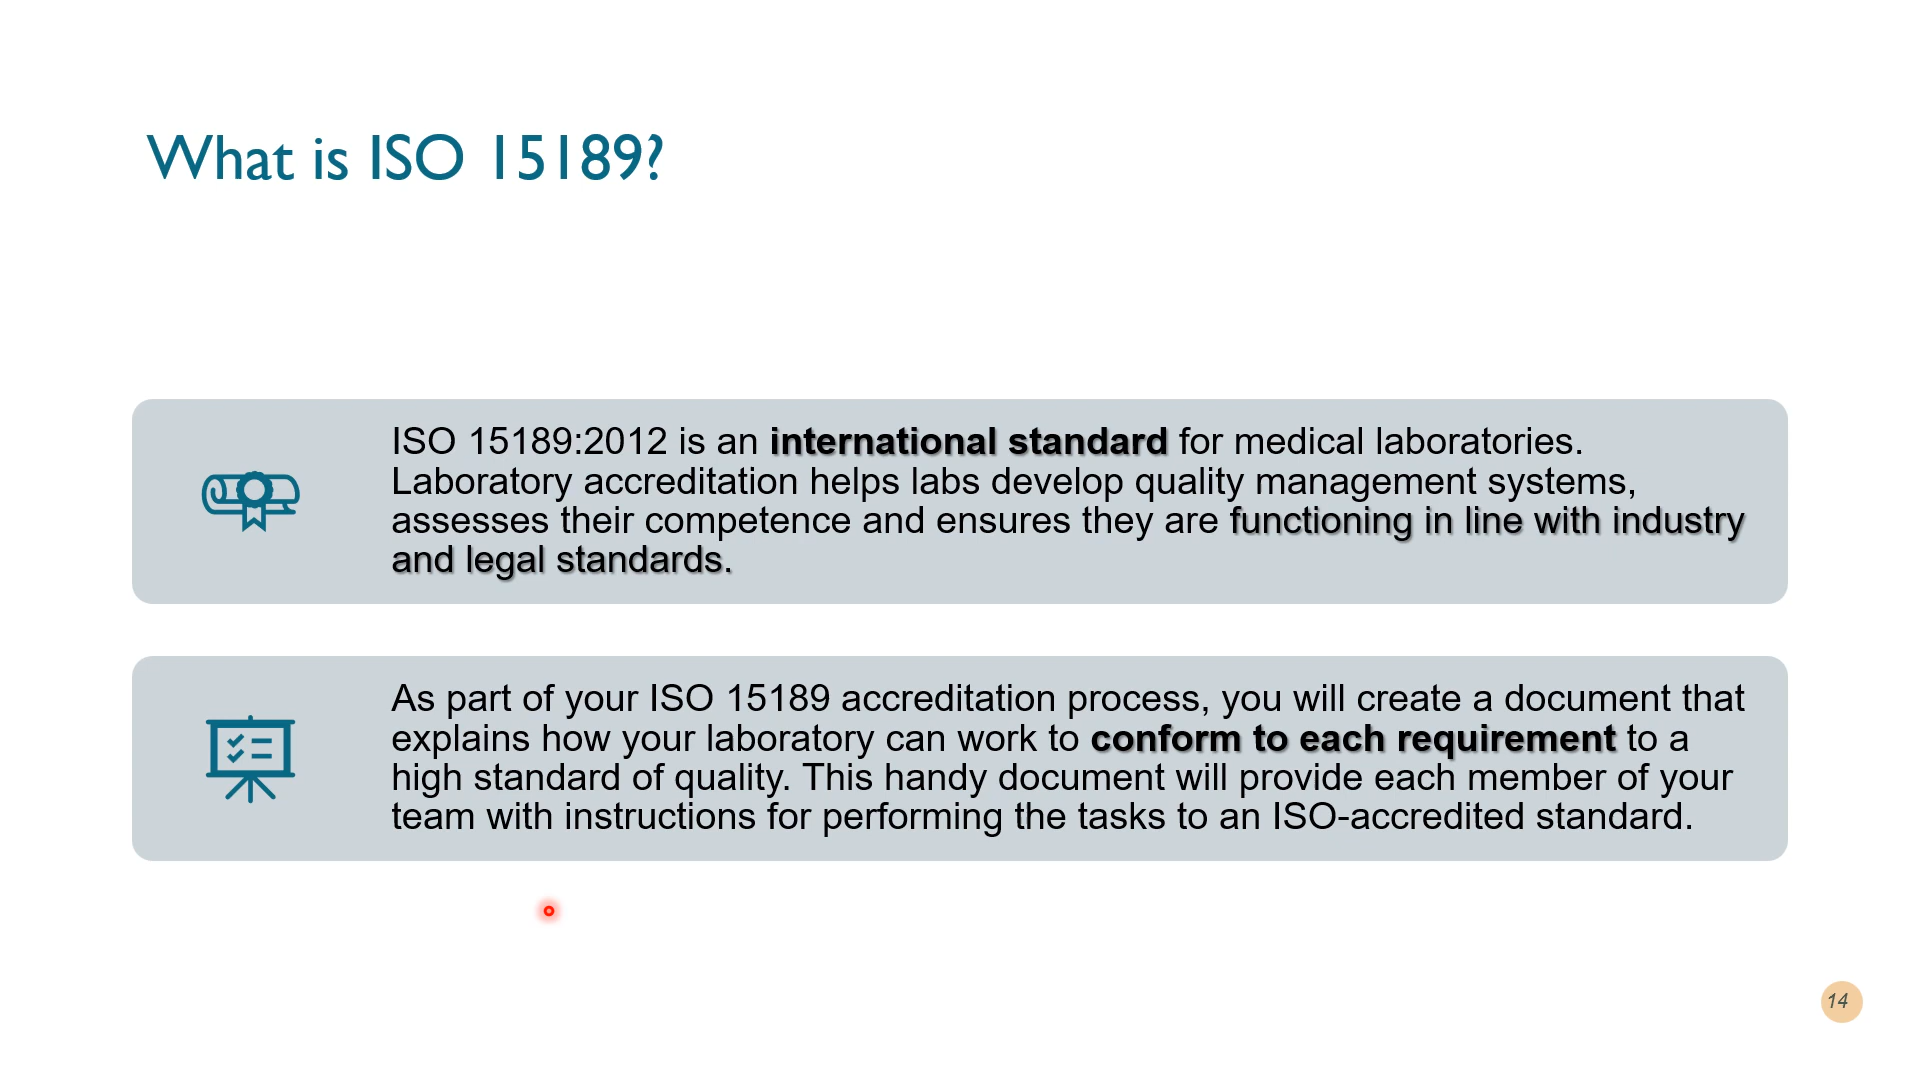 What is ISO 15189?
ISO 15189:2012 is an international standard for medical laboratories.
Laboratory accreditation helps labs develop quality management systems,
assesses their competence and ensures they are functioning in line with industry
and legal standards.
As part of your ISO 15189 accreditation process, you will create a document that
explains how your laboratory can work to conform to each requirement to a
high standard of quality. This handy document will provide each member of your
team with instructions for performing the tasks to an ISO-accredited standard.
14